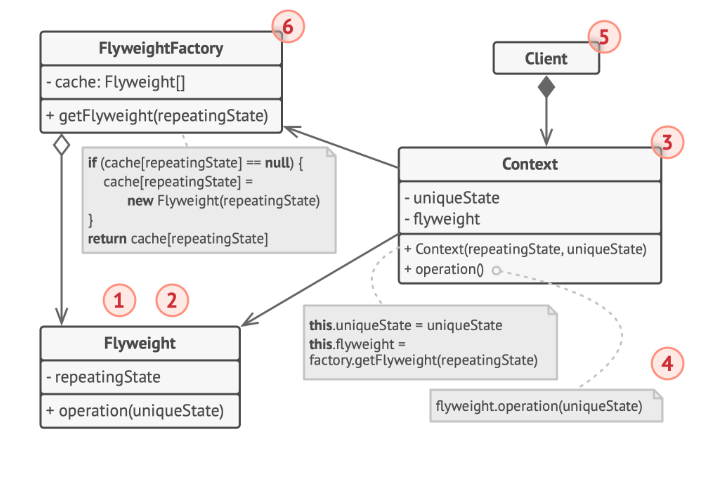 6
FlyweightFactory
- cache: Flyweight[]
+ getFlyweight(repeatingState)
if (cache[repeatingState] == null) {
cache[repeatingState] =
new Flyweight(repeatingState)
}
return cache[repeatingState]
5
Client
3
Context
- uniqueState
- flyweight
+ Context(repeatingState, uniqueState)
+ operation()
1
2
Flyweight
- repeatingState
+ operation(uniqueState)
this.uniqueState = uniqueState
this.flyweight =
factory.getFlyweight(repeatingState)
4
flyweight.operation(uniqueState)